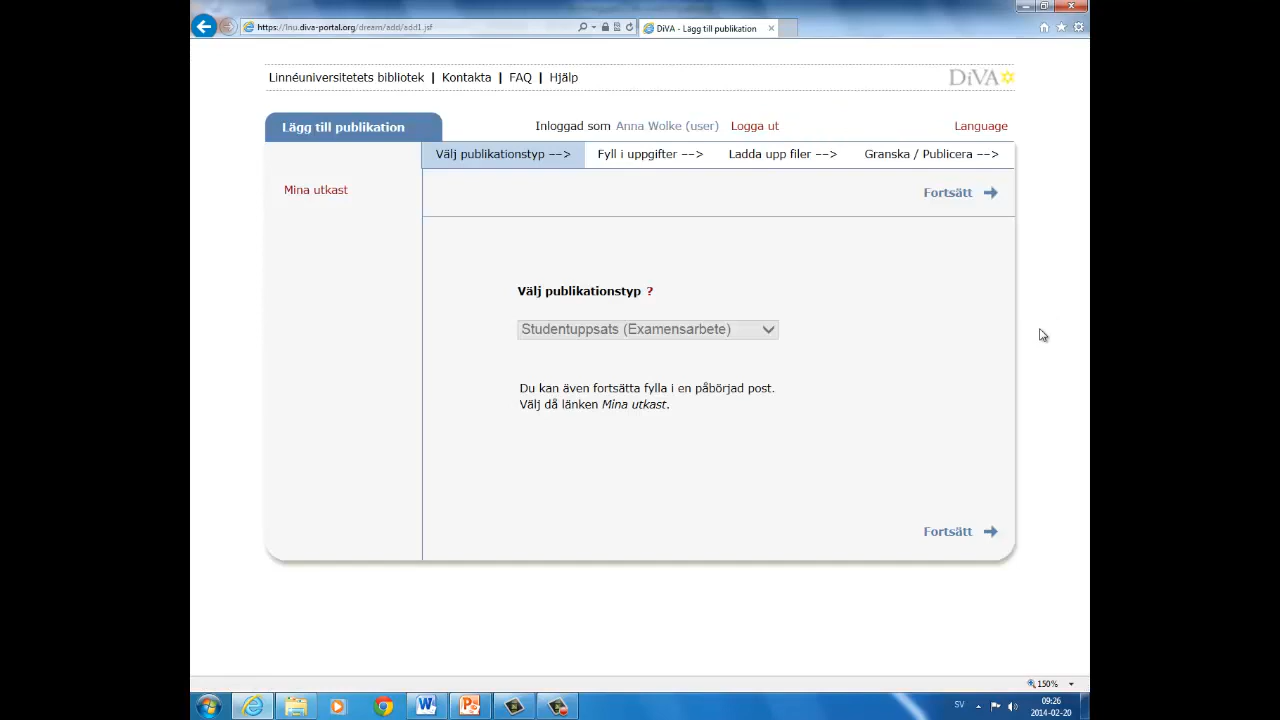 https://lnu.diva-portal.org/dream/add/add1.jsf
DiVA - Lägg till publikation
Linnéuniversitetets bibliotek | Kontakta | FAQ | Hjälp
DiVA
Lägg till publikation
Inloggad som Anna Wolke (user) Logga ut
Language
Välj publikationstyp --> Fyll i uppgifter --> Ladda upp filer --> Granska / Publicera -->
Mina utkast
Fortsätt
Välj publikationstyp ?
Studentuppsats (Examensarbete)
Du kan även fortsätta fylla i en påbörjad post.
Välj då länken Mina utkast.
Fortsätt
150%
SV
09:26
2014-02-20